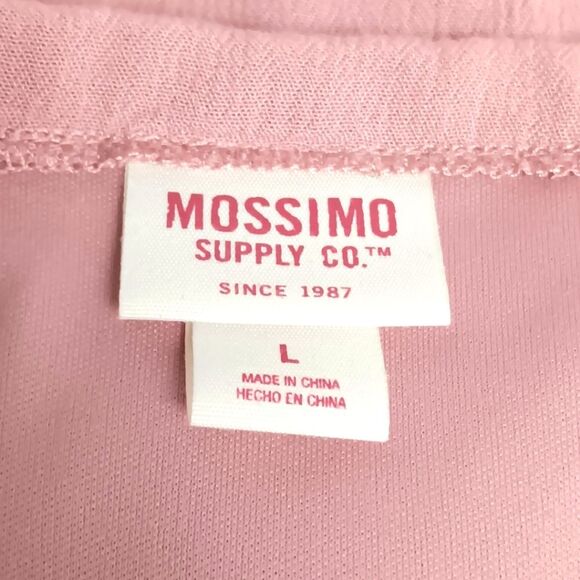 MOSSIMO
SUPPLY CO.™
SINCE 1987
L
MADE IN CHINA
HECHO EN CHINA